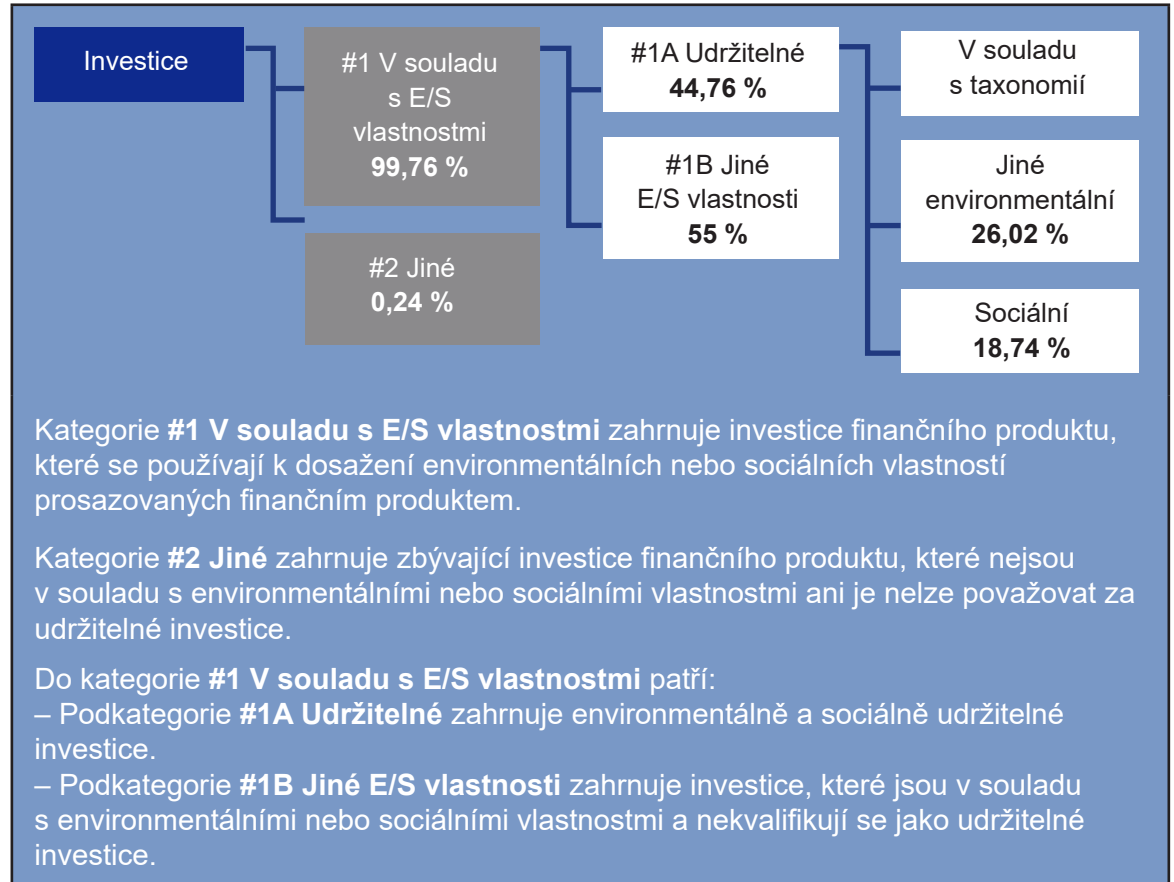 Investice
#1 V souladu
s E/S
vlastnostmi
99,76 %
#2 Jiné
0,24 %
#1A Udržitelné
44,76 %
#1B Jiné
E/S vlastnosti
55 %
V souladu
s taxonomií
Jiné
environmentální
26,02 %
Sociální
18,74 %
Kategorie #1 V souladu s E/S vlastnostmi zahrnuje investice finančního produktu,
které se používají k dosažení environmentálních nebo sociálních vlastností
prosazovaných finančním produktem.
Kategorie #2 Jiné zahrnuje zbývající investice finančního produktu, které nejsou
v souladu s environmentálními nebo sociálními vlastnostmi ani je nelze považovat za
udržitelné investice.
Do kategorie #1 V souladu s E/S vlastnostmi patří:
– Podkategorie #1A Udržitelné zahrnuje environmentálně a sociálně udržitelné
investice.
– Podkategorie #1B Jiné E/S vlastnosti zahrnuje investice, které jsou v souladu
s environmentálními nebo sociálními vlastnostmi a nekvalifikují se jako udržitelné
investice.